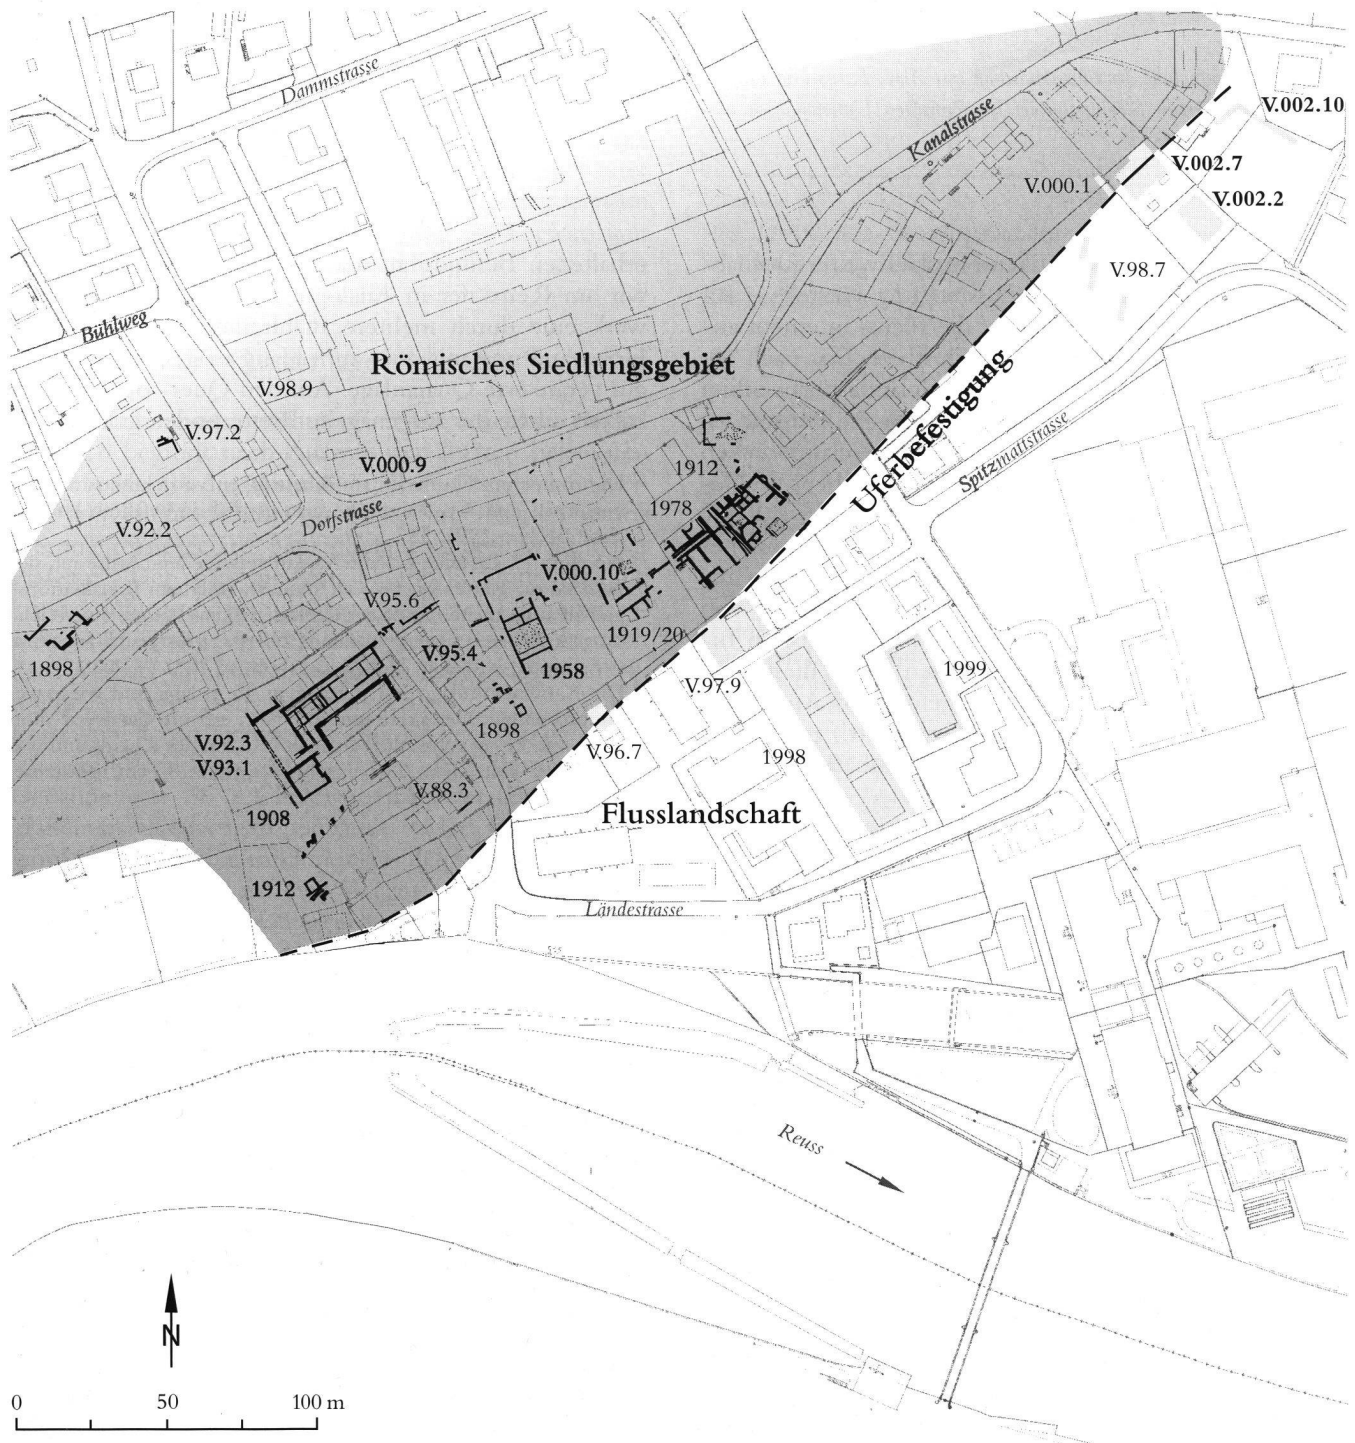 Dammstrasse
V.002.10
Kanalstrasse
V.002.7
V.000.1
V.002.2
V.98.7
Bühlweg
Römisches Siedlungsgebiet
V.98.9
Uferbefestigung
V.97.2
Spitzmattstrasse
V.000.9
1912
1978
Dorfstrasse
V.92.2
V.000.10
V.95.6
1919/20
V.95.4
1898
1958
1999
V.97.9
1898
V.92.3
V.93.1
V.96.7
1998
V.88.3
1908
Flusslandschaft
1912
Ländestrasse
Reuss
N
0 50 100 m